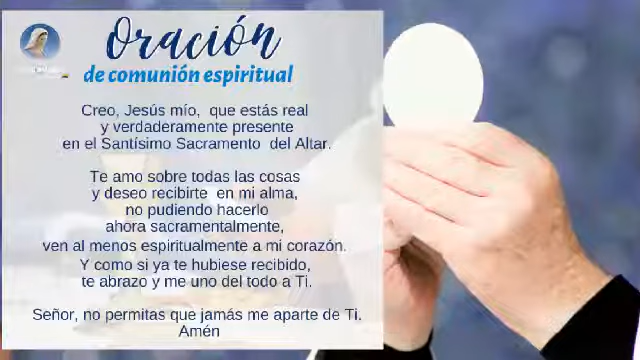 Oración
de comunión espiritual
Creo, Jesús mío, que estás real
y verdaderamente presente
en el Santísimo Sacramento del Altar.
Te amo sobre todas las cosas
y deseo recibirte en mi alma,
no pudiendo hacerlo
ahora sacramentalmente,
ven al menos espiritualmente a mi corazón.
Y como si ya te hubiese recibido,
te abrazo y me uno del todo a Ti.
Señor, no permitas que jamás me aparte de Ti.
Amén